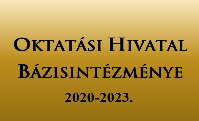 Oktatási Hivatal
Bázisintézménye
2020-2023.